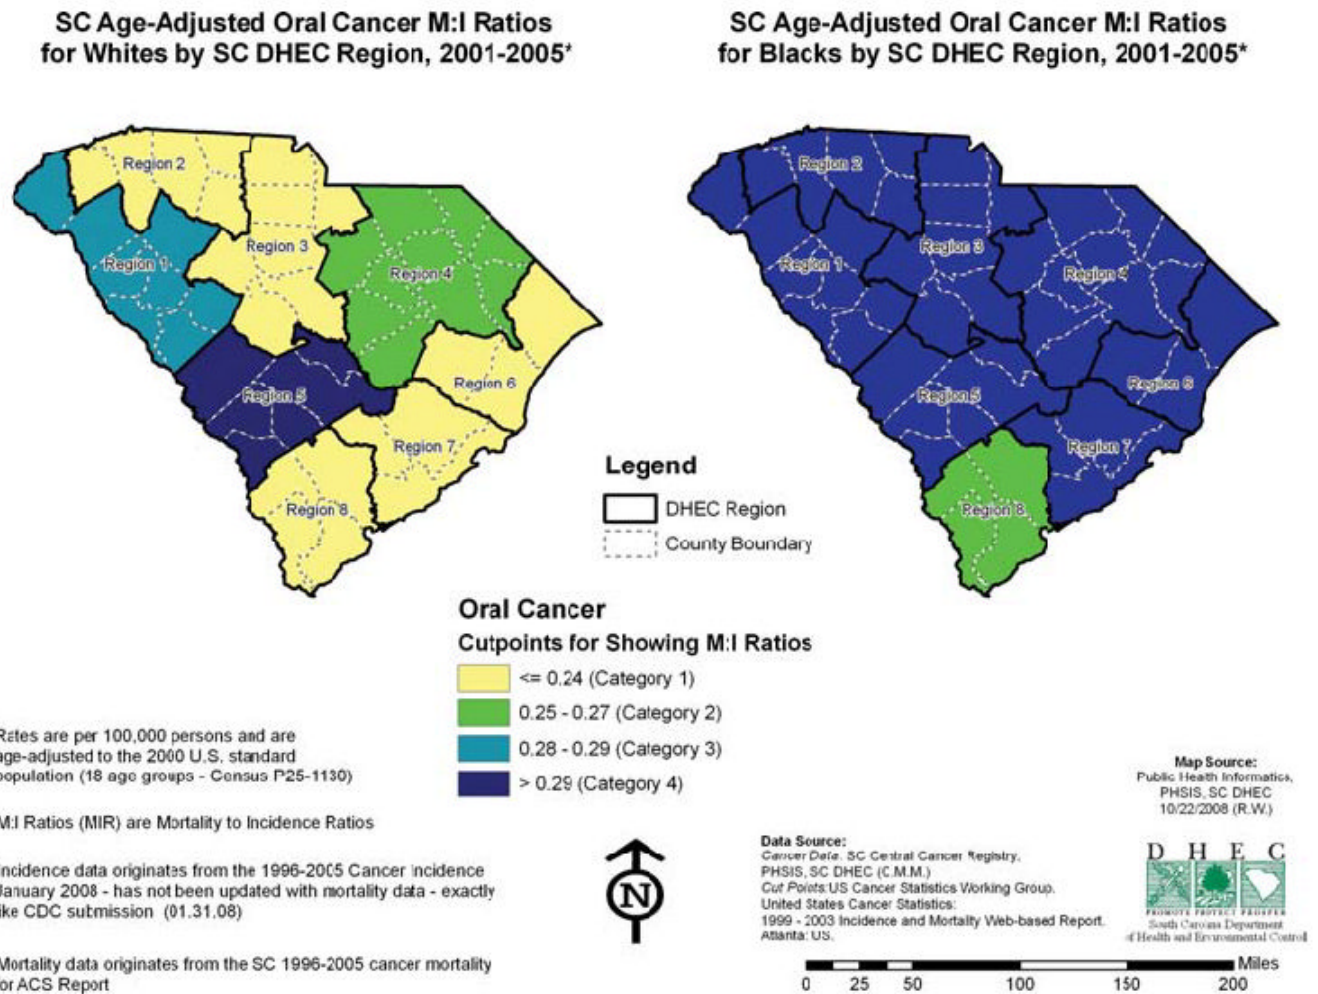 SC Age-Adjusted Oral Cancer M:I Ratios
for Whites by SC DHEC Region, 2001-2005*
SC Age-Adjusted Oral Cancer M:I Ratios
for Blacks by SC DHEC Region, 2001-2005*
Region 2
Region 3
Region 1
Region 4
Region 6
Region 5
Region 7
Region 8
Region 2
Region 3
Region 1
Region 4
Region 6
Region 5
Region 7
Region 8
Legend
DHEC Region
County Boundary
Oral Cancer
Cutpoints for Showing M:I Ratios
<= 0.24 (Category 1)
0.25 - 0.27 (Category 2)
0.28 - 0.29 (Category 3)
> 0.29 (Category 4)
Rates are per 100,000 persons and are
age-adjusted to the 2000 U.S. standard
population (18 age groups - Census P25-1130)
M:I Ratios (MIR) are Mortality to Incidence Ratios
Incidence data originates from the 1996-2005 Cancer Incidence
January 2008 - has not been updated with mortality data - exactly
like CDC submission (01.31.08)
Mortality data originates from the SC 1996-2005 cancer mortality
for ACS Report
N
Data Source:
Cancer Data: SC Central Cancer Registry,
PHSIS, SC DHEC (C.M.M.)
Cut Points: US Cancer Statistics Working Group.
United States Cancer Statistics:
1999 - 2003 Incidence and Mortality Web-based Report.
Atlanta: US.
Map Source:
Public Health Informatics,
PHSIS, SC DHEC
10/22/2008 (R.W.)
D H E C
PROMOTE PROTECT PROSPER
South Carolina Department
of Health and Environmental Control
Miles
0 25 50 100 150 200